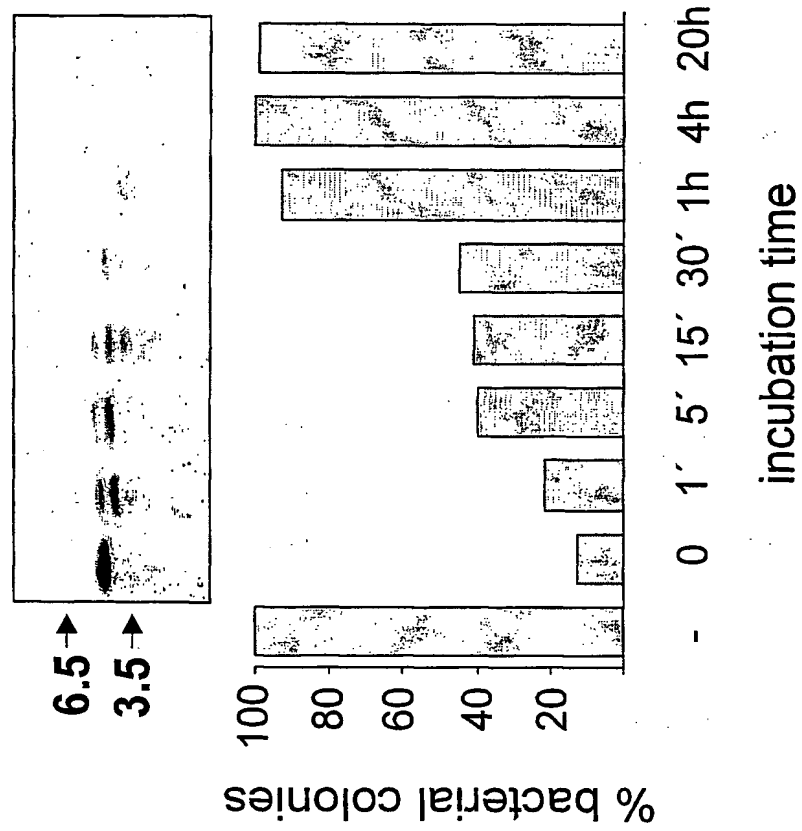 6.5→
3.5→
% bacterial colonies
100
80
60
40
20
- 0 1´ 5´ 15´ 30´ 1h 4h 20h
incubation time